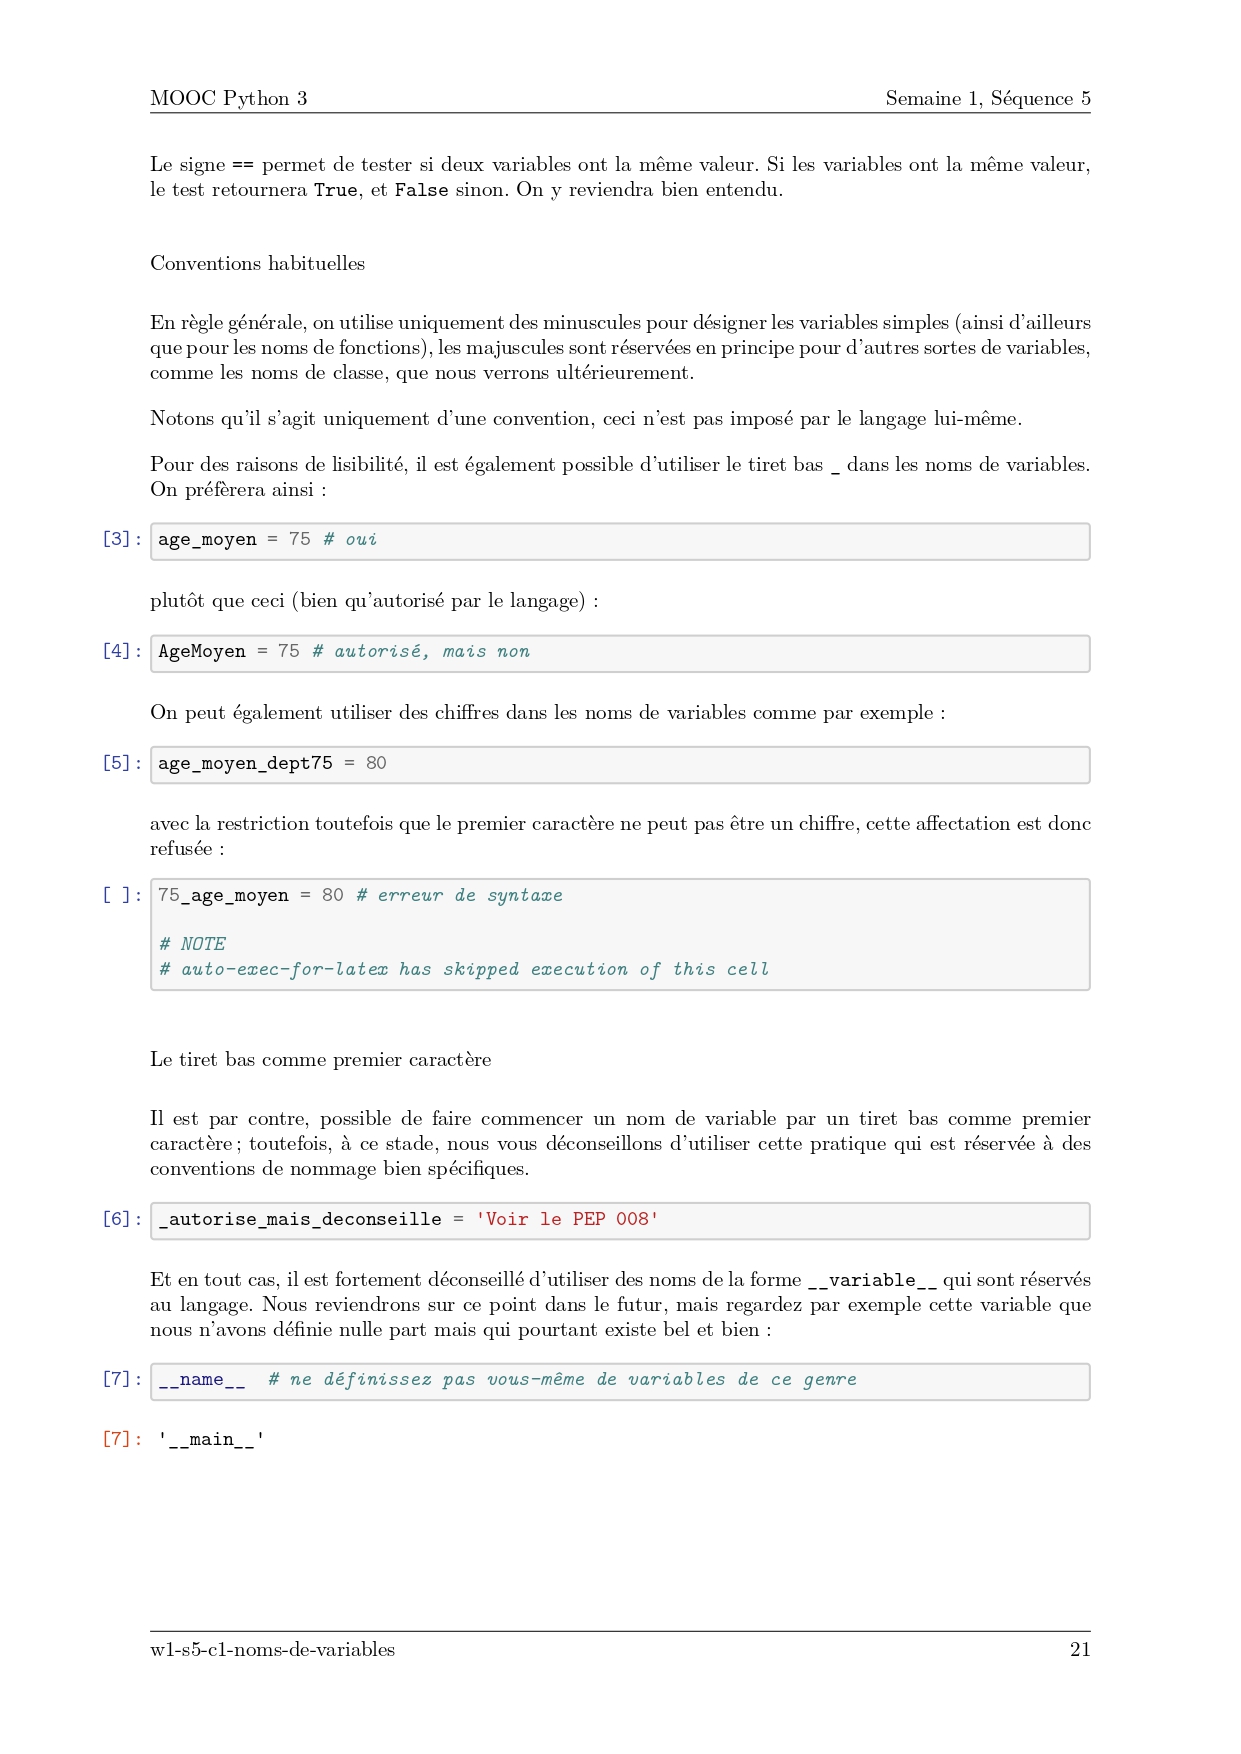 MOOC Python 3 Semaine 1, Séquence 5
Le signe == permet de tester si deux variables ont la même valeur. Si les variables ont la même valeur,
le test retournera True, et False sinon. On y reviendra bien entendu.
Conventions habituelles
En règle générale, on utilise uniquement des minuscules pour désigner les variables simples (ainsi d'ailleurs
que pour les noms de fonctions), les majuscules sont réservées en principe pour d'autres sortes de variables,
comme les noms de classe, que nous verrons ultérieurement.
Notons qu'il s'agit uniquement d'une convention, ceci n'est pas imposé par le langage lui-même.
Pour des raisons de lisibilité, il est également possible d'utiliser le tiret bas _ dans les noms de variables.
On préfèrera ainsi :
[3]: age_moyen = 75 # oui
plutôt que ceci (bien qu'autorisé par le langage) :
[4]: AgeMoyen = 75 # autorisé, mais non
On peut également utiliser des chiffres dans les noms de variables comme par exemple :
[5]: age_moyen_dept75 = 80
avec la restriction toutefois que le premier caractère ne peut pas être un chiffre, cette affectation est donc
refusée :
[ ]: 75_age_moyen = 80 # erreur de syntaxe
# NOTE
# auto-exec-for-latex has skipped execution of this cell
Le tiret bas comme premier caractère
Il est par contre, possible de faire commencer un nom de variable par un tiret bas comme premier
caractère ; toutefois, à ce stade, nous vous déconseillons d'utiliser cette pratique qui est réservée à des
conventions de nommage bien spécifiques.
[6]: _autorise_mais_deconseille = 'Voir le PEP 008'
Et en tout cas, il est fortement déconseillé d'utiliser des noms de la forme __variable__ qui sont réservés
au langage. Nous reviendrons sur ce point dans le futur, mais regardez par exemple cette variable que
nous n'avons définie nulle part mais qui pourtant existe bel et bien :
[7]: __name__ # ne définissez pas vous-même de variables de ce genre
[7]: '__main__'
w1-s5-c1-noms-de-variables 21